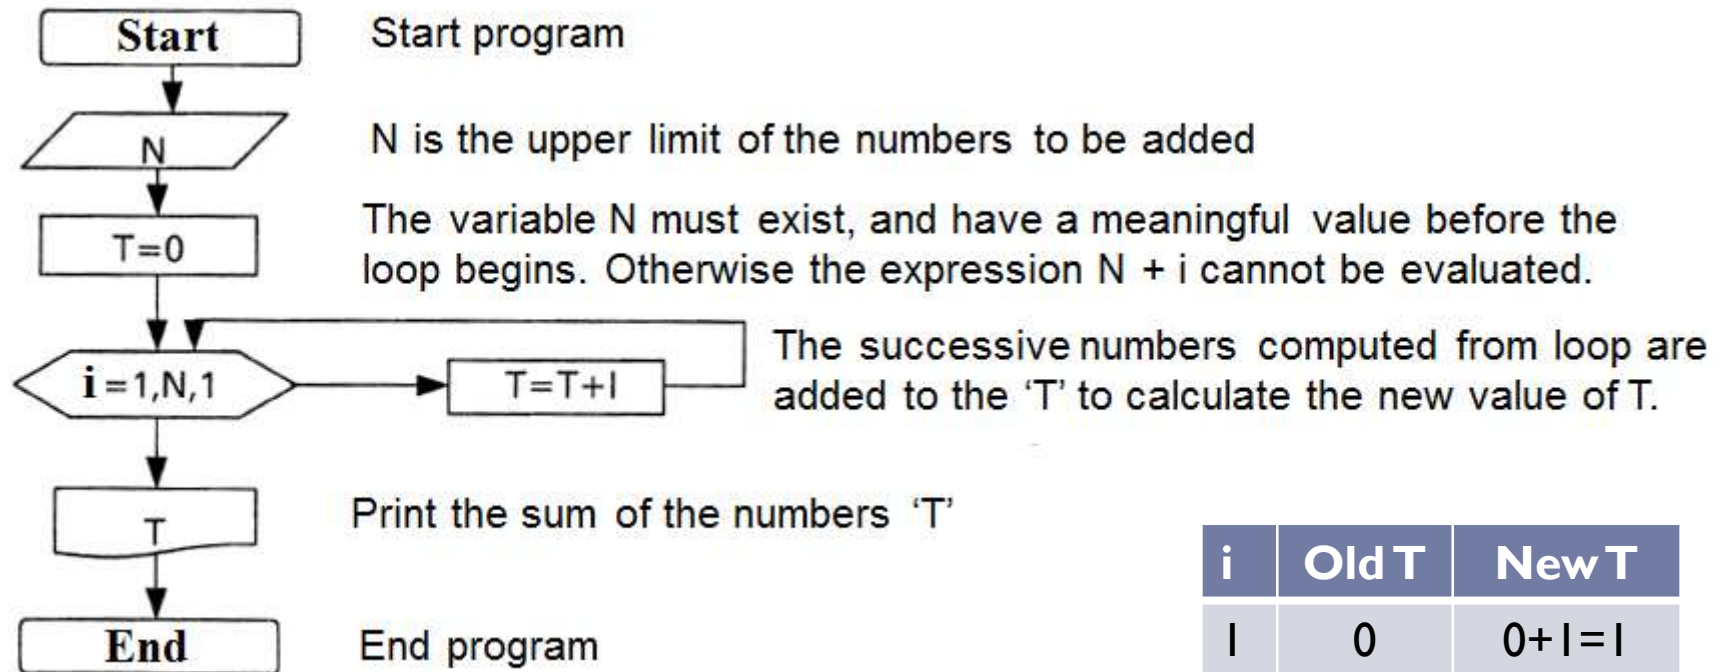 Start
Start program
N
N is the upper limit of the numbers to be added
T=0
The variable N must exist, and have a meaningful value before the
loop begins. Otherwise the expression N + i cannot be evaluated.
i=1,N,1
T=T+I
The successive numbers computed from loop are
added to the ‘T’ to calculate the new value of T.
T
Print the sum of the numbers ‘T’
End
End program
i Old T New T
1 0 0+1=1